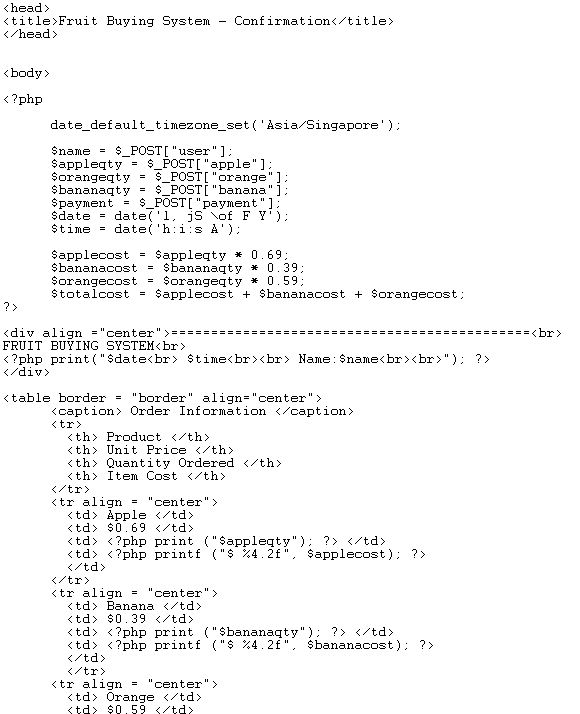 <head>
<title>Fruit Buying System - Confirmation</title>
</head>
<body>
<?php
date_default_timezone_set('Asia/Singapore');
$name = $_POST["user"];
$appleqty = $_POST["apple"];
$orangeqty = $_POST["orange"];
$bananaqty = $_POST["banana"];
$payment = $_POST["payment"];
$date = date('l, jS \of F Y');
$time = date('h:i:s A');
$applecost = $appleqty * 0.69;
$bananacost = $bananaqty * 0.39;
$orangecost = $orangeqty * 0.59;
$totalcost = $applecost + $bananacost + $orangecost;
?>
<div align ="center">=============================================<br>
FRUIT BUYING SYSTEM<br>
<?php print("$date<br> $time<br><br> Name:$name<br><br>"); ?>
</div>
<table border = "border" align="center">
<caption> Order Information </caption>
<tr>
<th> Product </th>
<th> Unit Price </th>
<th> Quantity Ordered </th>
<th> Item Cost </th>
</tr>
<tr align = "center">
<td> Apple </td>
<td> $0.69 </td>
<td> <?php print ("$appleqty"); ?> </td>
<td> <?php printf ("$ %4.2f", $applecost); ?>
</td>
</tr>
<tr align = "center">
<td> Banana </td>
<td> $0.39 </td>
<td> <?php print ("$bananaqty"); ?> </td>
<td> <?php printf ("$ %4.2f", $bananacost); ?>
</td>
</tr>
<tr align = "center">
<td> Orange </td>
<td> $0.59 </td>